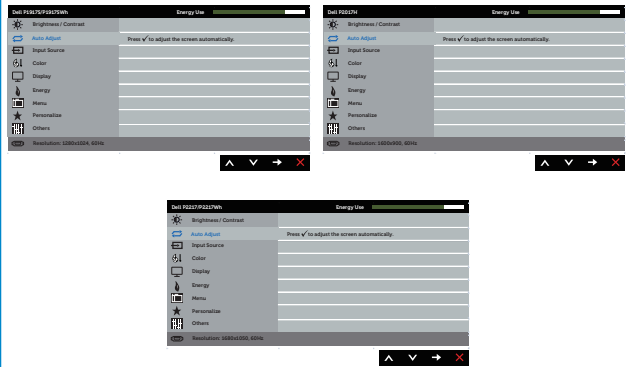 Dell P1917S/P1917SWh Energy Use
Brightness / Contrast
Auto Adjust Press ✓ to adjust the screen automatically.
Input Source
Color
Display
Energy
Menu
Personalize
Others
Resolution: 1280x1024, 60Hz
Dell P2017H Energy Use
Brightness / Contrast
Auto Adjust Press ✓ to adjust the screen automatically.
Input Source
Color
Display
Energy
Menu
Personalize
Others
Resolution: 1600x900, 60Hz
Dell P2217/P2217Wh Energy Use
Brightness / Contrast
Auto Adjust Press ✓ to adjust the screen automatically.
Input Source
Color
Display
Energy
Menu
Personalize
Others
Resolution: 1680x1050, 60Hz